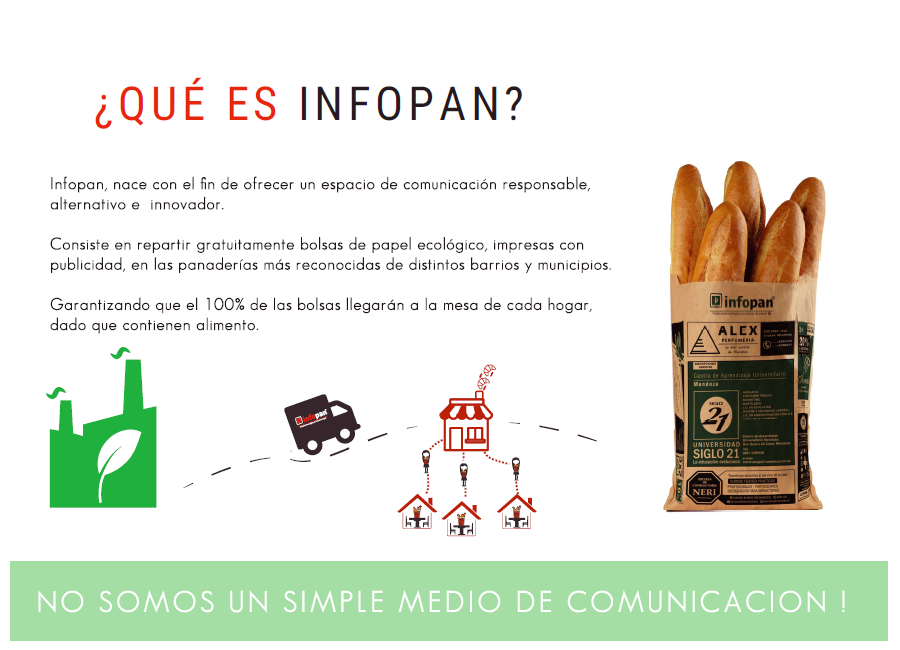 ¿QUÉ ES INFOPAN?
Infopan, nace con el fin de ofrecer un espacio de comunicación responsable,
alternativo e innovador.
Consiste en repartir gratuitamente bolsas de papel ecológico, impresas con
publicidad, en las panaderías más reconocidas de distintos barrios y municipios.
Garantizando que el 100% de las bolsas llegarán a la mesa de cada hogar,
dado que contienen alimento.
infopan
infopan
ALEX
PERFUMERIA
Centro de Aprendizaje Universitario
Mendoza
SIGLO
21
UNIVERSIDAD
SIGLO 21
La educación evoluciona
NERI
NO SOMOS UN SIMPLE MEDIO DE COMUNICACION !